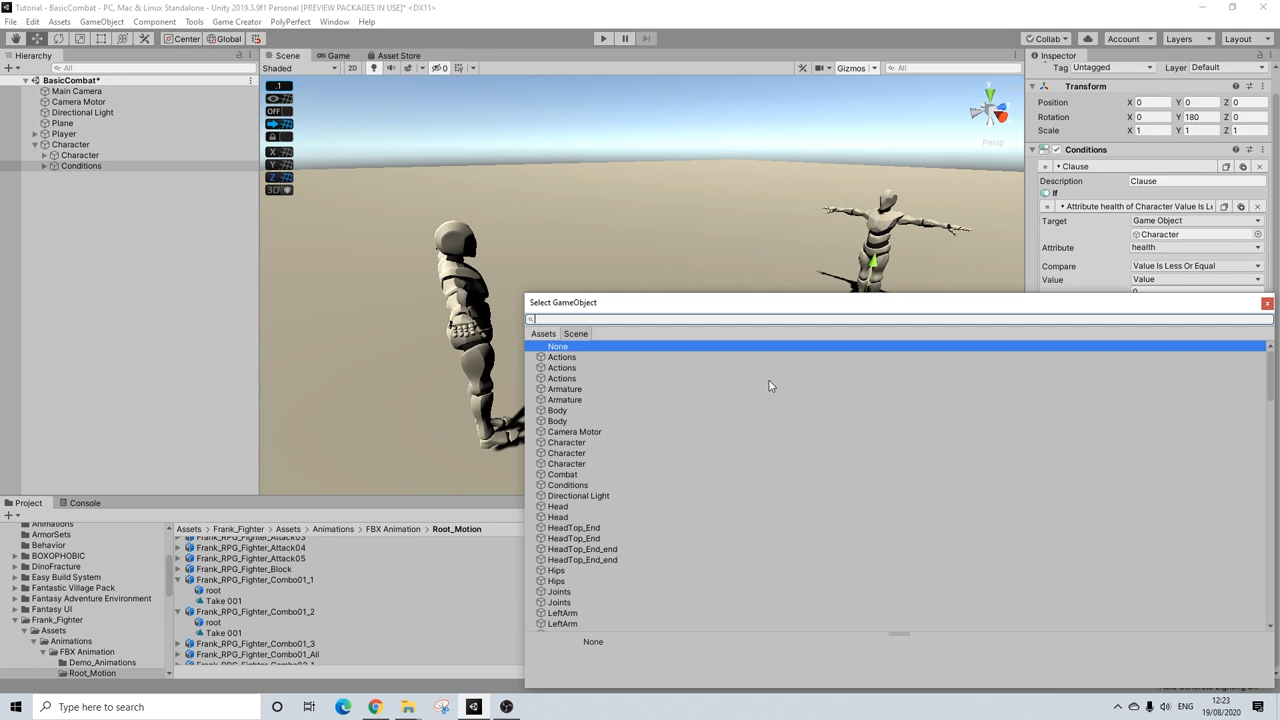 Tutorial - BasicCombat - PC, Mac & Linux Standalone - Unity 2019.3.9f1 Personal [PREVIEW PACKAGES IN USE]* <DX11>
File Edit Assets GameObject Component Tools Game Creator PolyPerfect Window Help
Center Global Collab Account Layers Layout
Hierarchy
All
BasicCombat*
Main Camera
Camera Motor
Directional Light
Plane
Player
Character
Character
Conditions
Scene Game Asset Store
Shaded 2D 0 Gizmos All
.1
OFF
X
Y
Z
3D
Y
Persp
Inspector
Tag Untagged Layer Default
Transform
Position X 0 Y 0 Z 0
Rotation X 0 Y 180 Z 0
Scale X 1 Y 1 Z 1
Conditions
Clause
Description Clause
If
Attribute health of Character Value Is Le
Target Game Object
Character
Attribute health
Compare Value Is Less Or Equal
Value Value
Select GameObject
Assets Scene
None
Actions
Actions
Actions
Armature
Armature
Body
Body
Camera Motor
Character
Character
Character
Combat
Conditions
Directional Light
Head
Head
HeadTop_End
HeadTop_End
HeadTop_End_end
HeadTop_End_end
Hips
Hips
Joints
Joints
LeftArm
LeftArm
None
Project Console
Animations
ArmorSets
Behavior
BOXOPHOBIC
DinoFracture
Easy Build System
Fantastic Village Pack
Fantasy Adventure Environment
Fantasy UI
Frank_Fighter
Assets
Animations
FBX Animation
Demo_Animations
Root_Motion
Assets > Frank_Fighter > Assets > Animations > FBX Animation > Root_Motion
Frank_RPG_Fighter_Attack03
Frank_RPG_Fighter_Attack04
Frank_RPG_Fighter_Attack05
Frank_RPG_Fighter_Block
Frank_RPG_Fighter_Combo01_1
root
Take 001
Frank_RPG_Fighter_Combo01_2
root
Take 001
Frank_RPG_Fighter_Combo01_3
Frank_RPG_Fighter_Combo01_All
Type here to search
12:23
19/08/2020